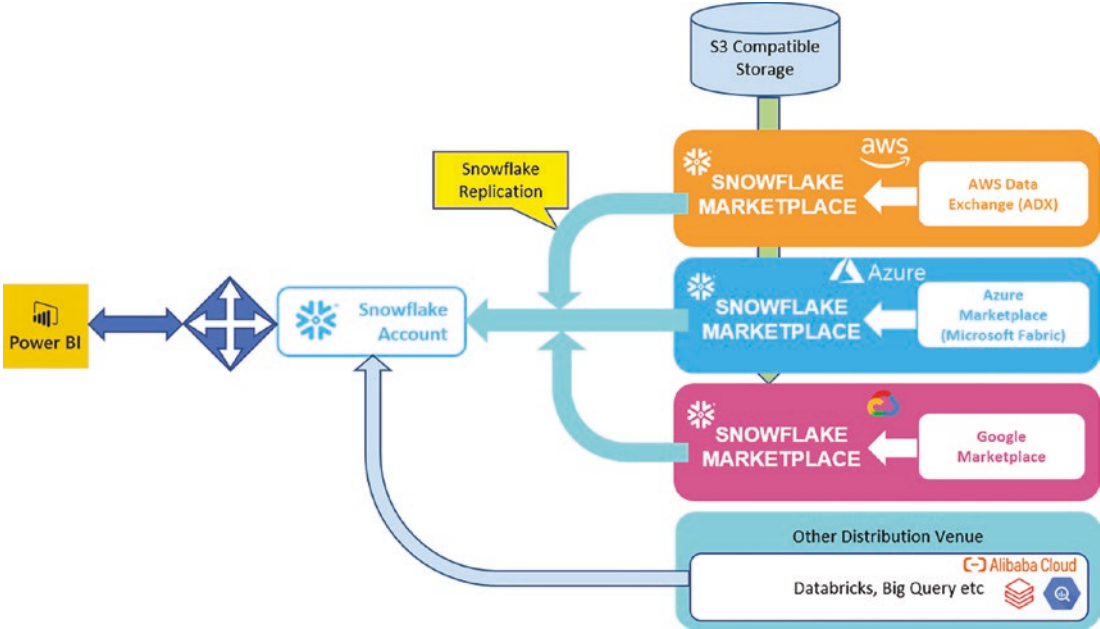 S3 Compatible
Storage
Snowflake
Replication
aws
SNOWFLAKE
MARKETPLACE
AWS Data
Exchange (ADX)
Azure
SNOWFLAKE
MARKETPLACE
Azure
Marketplace
(Microsoft Fabric)
Power BI
Snowflake
Account
SNOWFLAKE
MARKETPLACE
Google
Marketplace
Other Distribution Venue
Alibaba Cloud
Databricks, Big Query etc